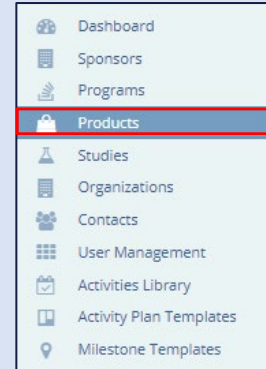 Dashboard
Sponsors
Programs
Products
Studies
Organizations
Contacts
User Management
Activities Library
Activity Plan Templates
Milestone Templates